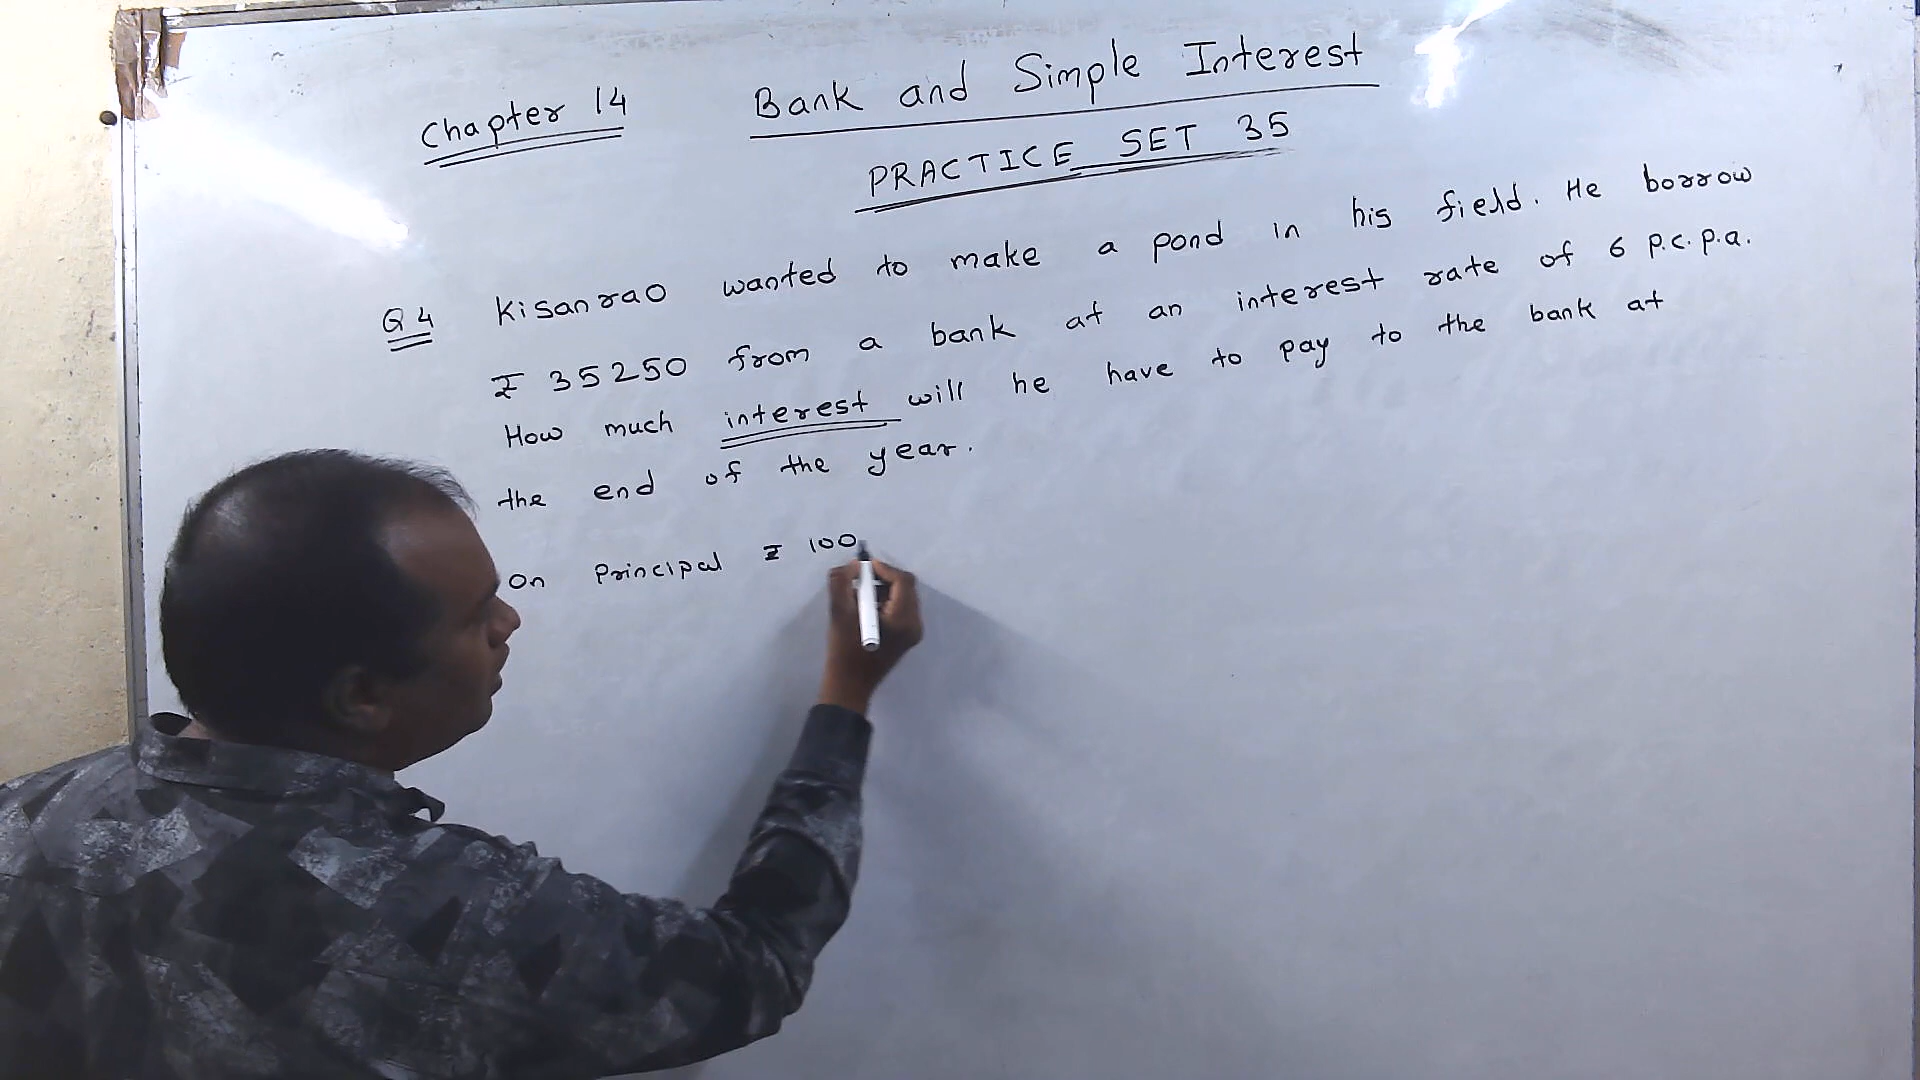 Chapter 14
Bank and Simple Interest
PRACTICE SET 35
Q4 Kisanrao wanted to make a pond in his field. He borrow
₹ 35250 from a bank at an interest rate of 6 p.c.p.a.
How much interest will he have to pay to the bank at
the end of the year.
On Principal ₹ 100